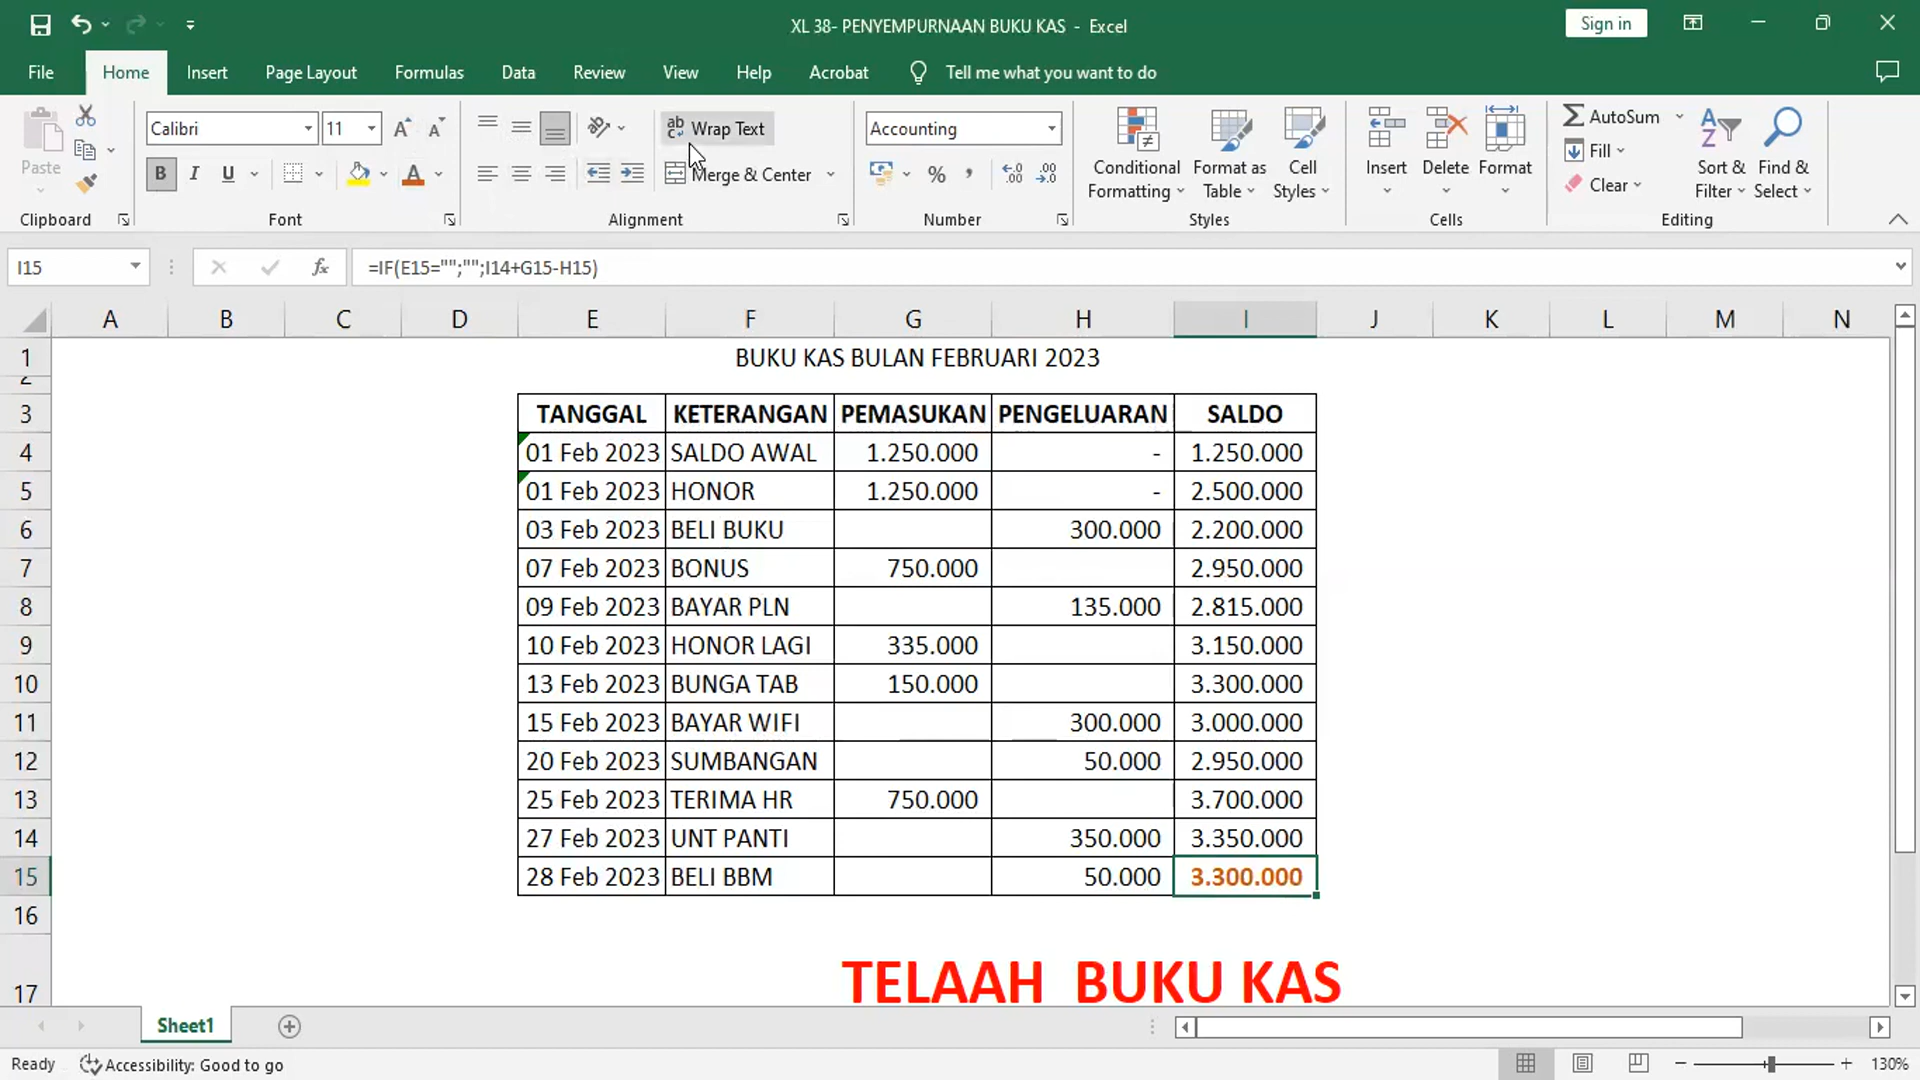 XL 38- PENYEMPURNAAN BUKU KAS - Excel
Sign in
File Home Insert Page Layout Formulas Data Review View Help Acrobat Tell me what you want to do
Paste
Calibri 11
B I U
A
ab
Wrap Text
Merge & Center
Accounting
%
Conditional Formatting
Format as Table
Cell Styles
Insert
Delete
Format
AutoSum
Fill
Clear
Sort & Filter
Find & Select
Clipboard Font Alignment Number Styles Cells Editing
I15 fx =IF(E15="";"";I14+G15-H15)
A B C D E F G H I J K L M N
1 BUKU KAS BULAN FEBRUARI 2023
2
3 TANGGAL KETERANGAN PEMASUKAN PENGELUARAN SALDO
4 01 Feb 2023 SALDO AWAL 1.250.000 - 1.250.000
5 01 Feb 2023 HONOR 1.250.000 - 2.500.000
6 03 Feb 2023 BELI BUKU 300.000 2.200.000
7 07 Feb 2023 BONUS 750.000 2.950.000
8 09 Feb 2023 BAYAR PLN 135.000 2.815.000
9 10 Feb 2023 HONOR LAGI 335.000 3.150.000
10 13 Feb 2023 BUNGA TAB 150.000 3.300.000
11 15 Feb 2023 BAYAR WIFI 300.000 3.000.000
12 20 Feb 2023 SUMBANGAN 50.000 2.950.000
13 25 Feb 2023 TERIMA HR 750.000 3.700.000
14 27 Feb 2023 UNT PANTI 350.000 3.350.000
15 28 Feb 2023 BELI BBM 50.000 3.300.000
16
17 TELAAH BUKU KAS
Sheet1
Ready Accessibility: Good to go 130%